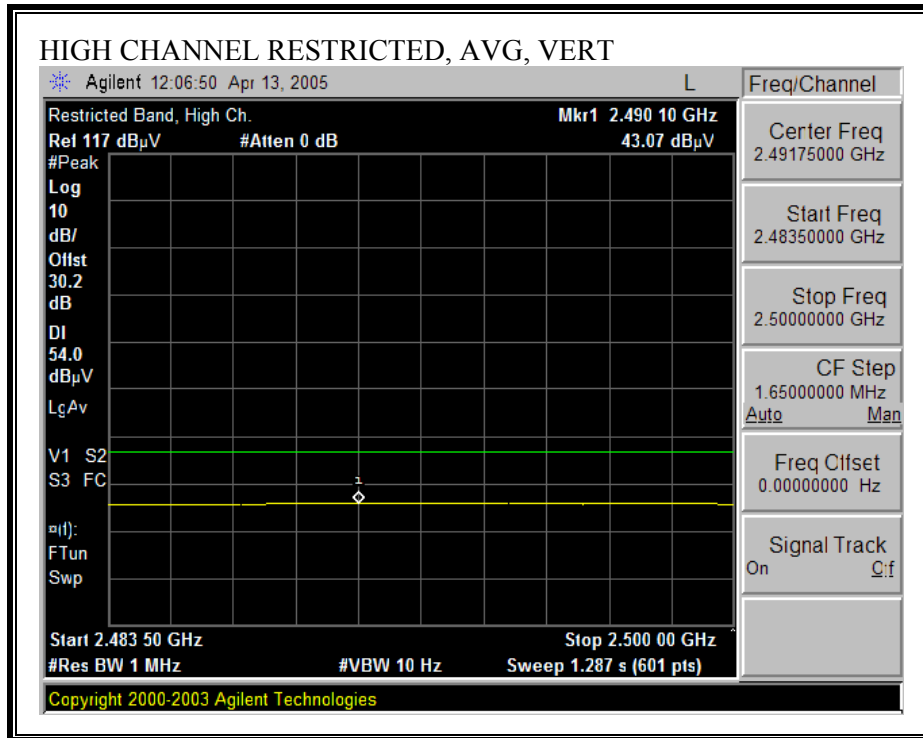 HIGH CHANNEL RESTRICTED, AVG, VERT
Agilent 12:06:50 Apr 13, 2005 L
Restricted Band, High Ch. Mkr1 2.490 10 GHz
Ref 117 dBµV #Atten 0 dB 43.07 dBµV
#Peak
Log
10
dB/
Offst
30.2
dB
DI
54.0
dBµV
LgAv
V1 S2
S3 FC
¤(f):
FTun
Swp
1
Start 2.483 50 GHz Stop 2.500 00 GHz
#Res BW 1 MHz #VBW 10 Hz Sweep 1.287 s (601 pts)
Copyright 2000-2003 Agilent Technologies
Freq/Channel
Center Freq
2.49175000 GHz
Start Freq
2.48350000 GHz
Stop Freq
2.50000000 GHz
CF Step
1.65000000 MHz
Auto Man
Freq Offset
0.00000000 Hz
Signal Track
On Off